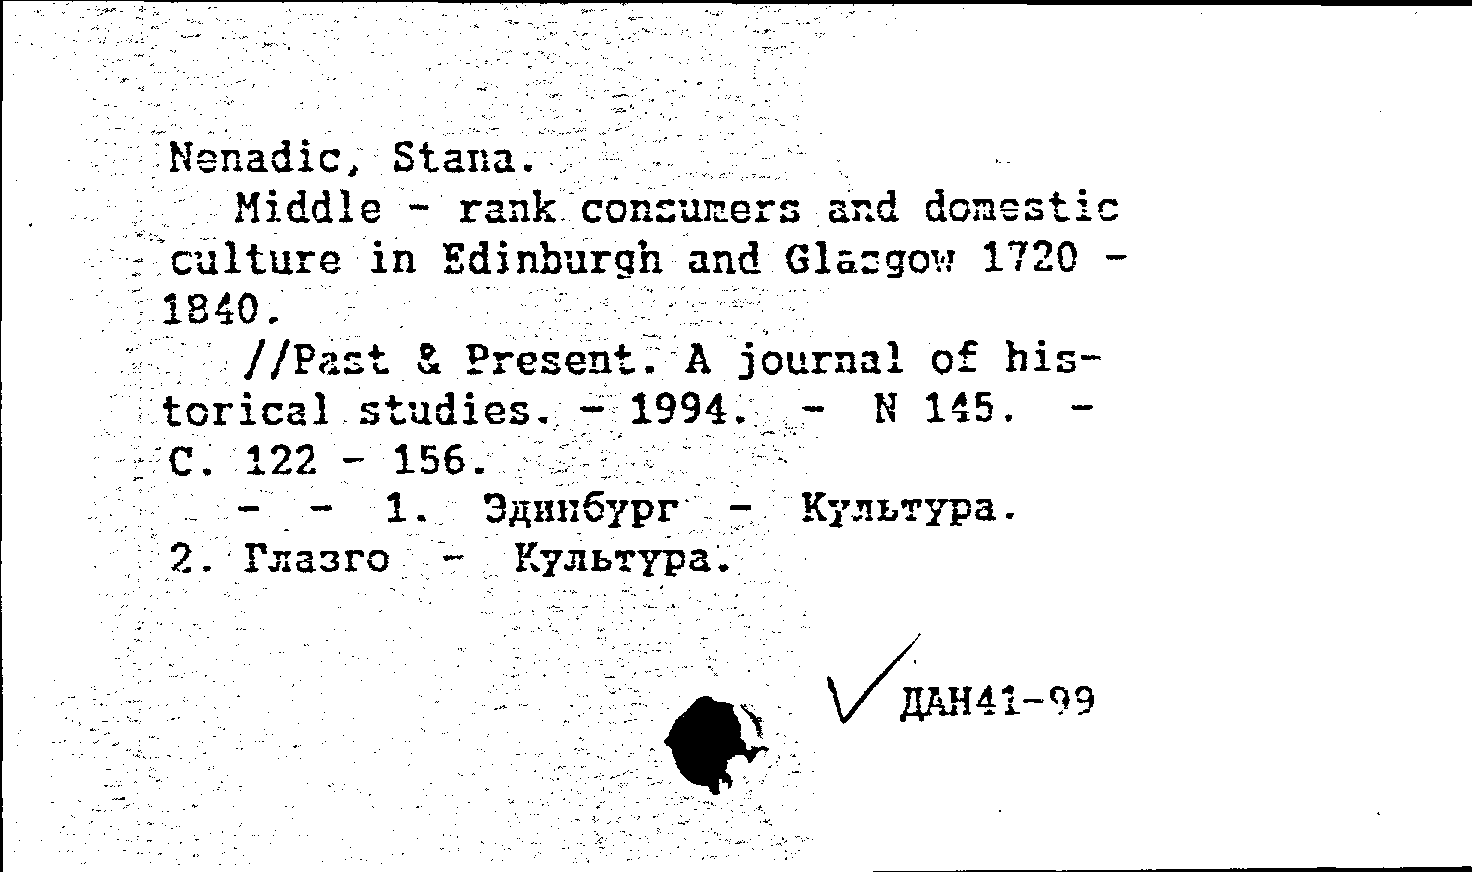 Nenadic, Stana.
Middle - rank consumers and domestic
culture in Edinburgh and Glasgow 1720 -
1840.
//Past & Present. A journal of his-
torical studies. - 1994. - N 145. -
C. 122 - 156.
- - 1. Эдинбург - Культура.
2. Глазго - Культура.
ДАН41-99